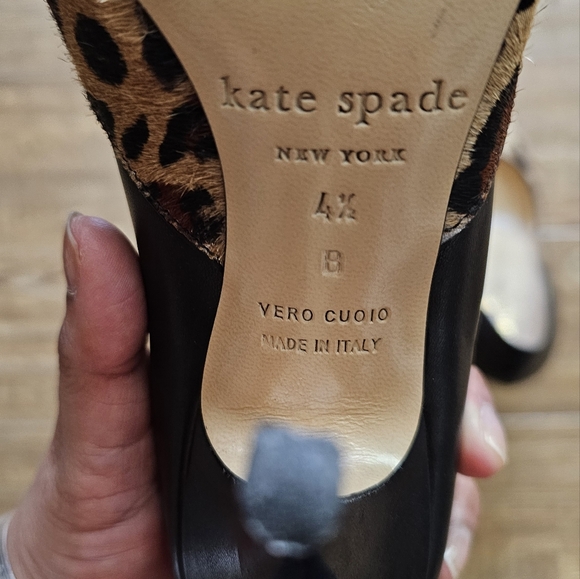 kate spade
NEW YORK
4½
B
VERO CUOIO
MADE IN ITALY